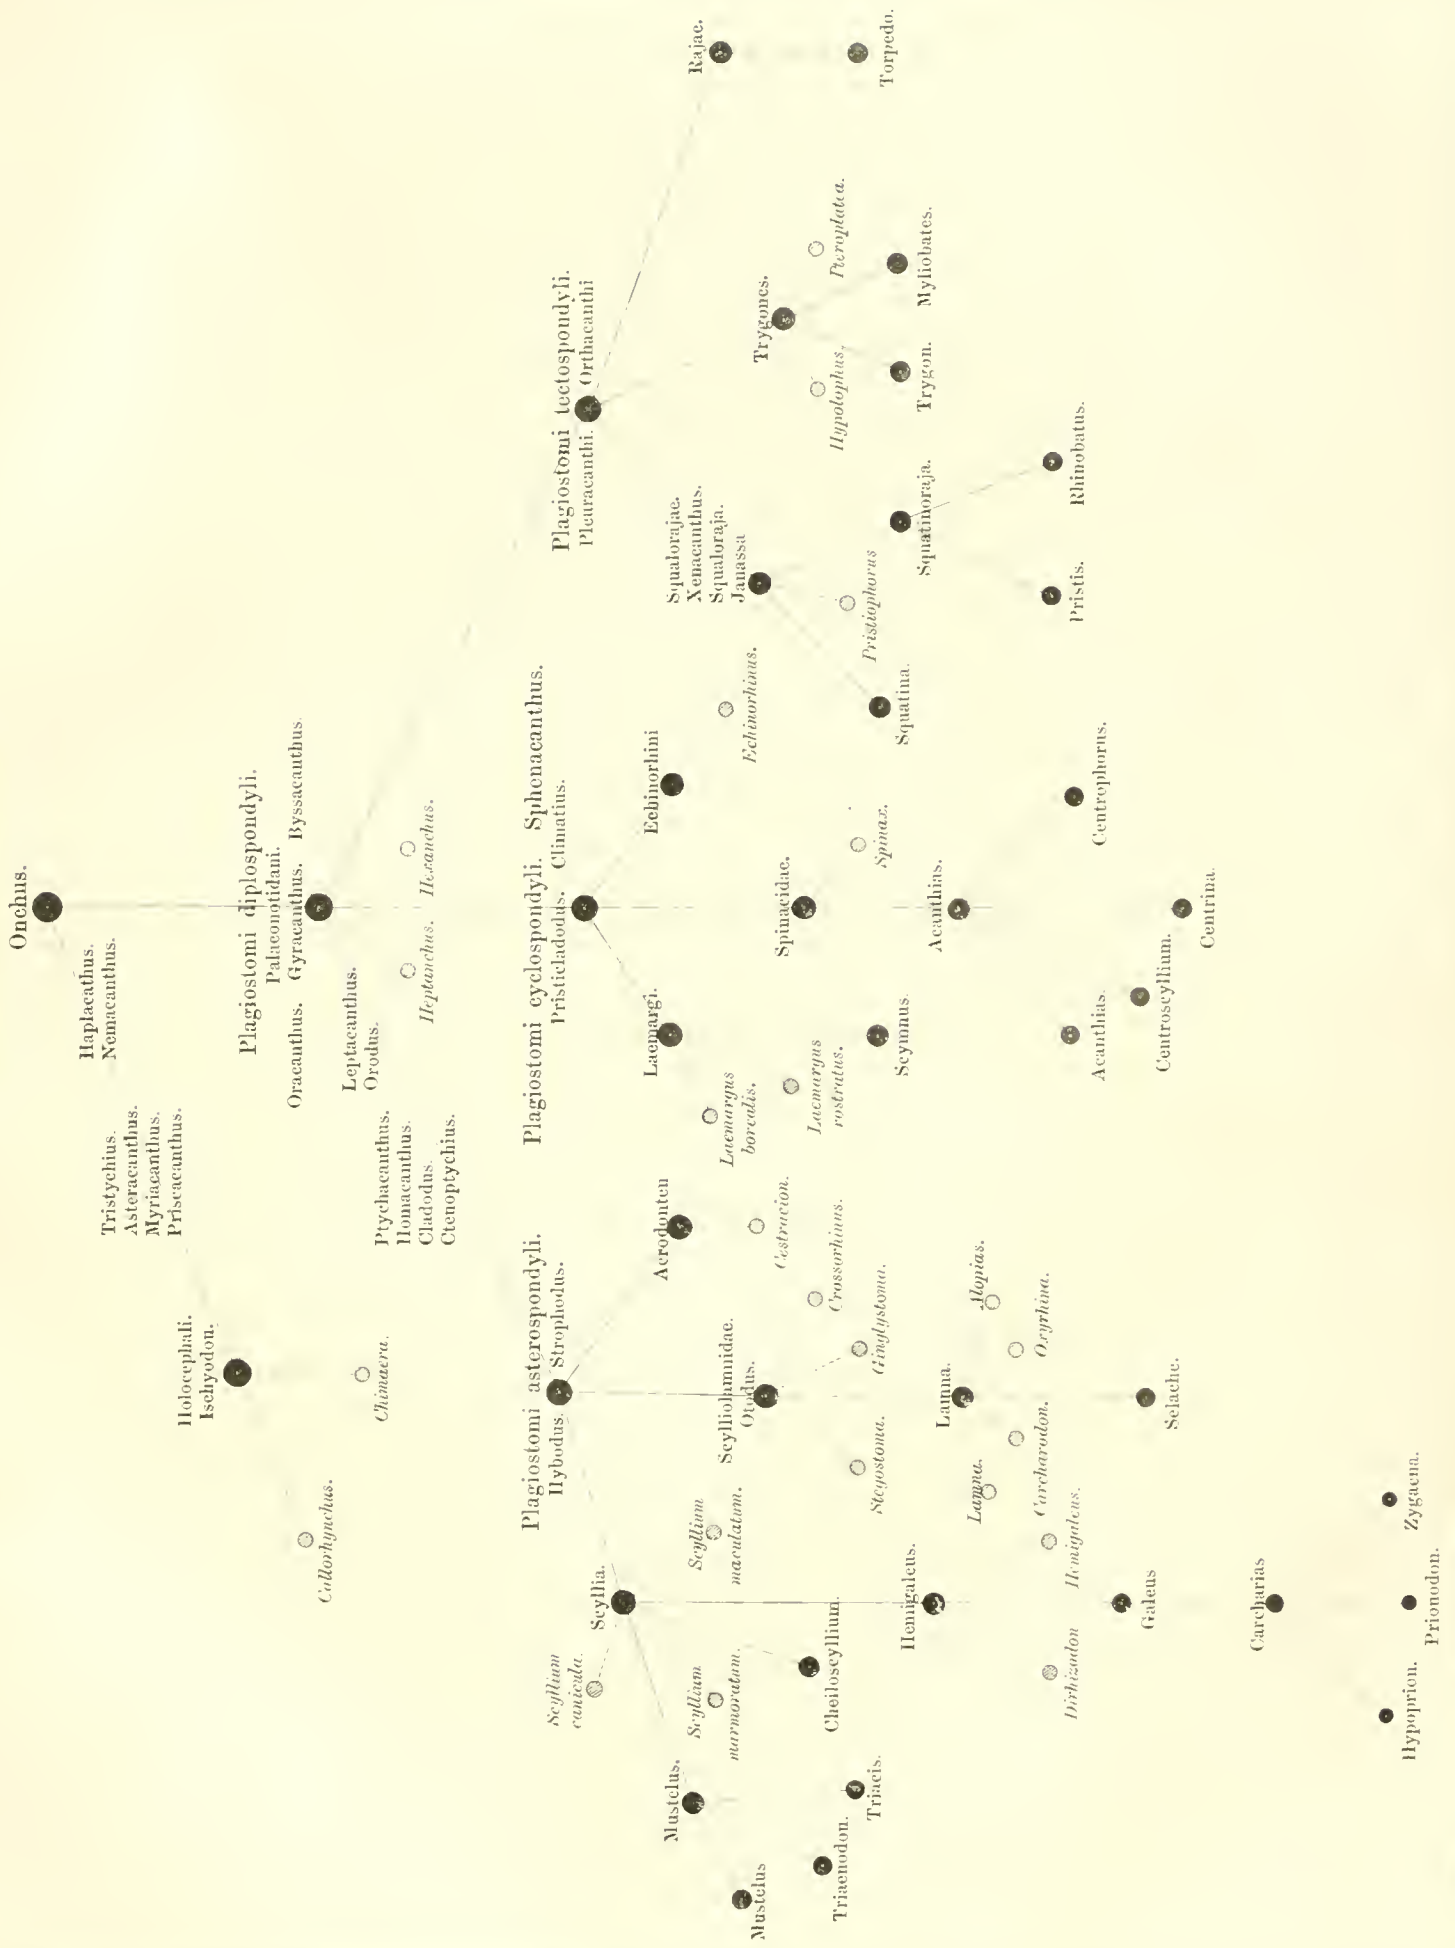 Onchus.
Haplacathus.
Nemacanthus.
Tristychius.
Asteracanthus.
Myriacanthus.
Priscacanthus.
Holocephali.
Ischyodon.
Callorhynchus.
Chimaera.
Plagiostomi diplospondyli.
Palaeonotidani.
Oracanthus. Gyracanthus. Byssacanthus.
Leptacanthus.
Orodus.
Heptanchus. Hexanchus.
Ptychacanthus.
Homacanthus.
Cladodus.
Ctenoptychius.
Plagiostomi asterospondyli.
Hybodus. Strophodus.
Plagiostomi cyclospondyli. Sphenacanthus.
Pristicladodus. Climatius.
Plagiostomi tectospondyli.
Pleuracanthi. Orthacanthi
Scyllium
canicula.
Scyllia.
Acrodonten
Laemargi.
Echinorhini
Squalorajae.
Xenacanthus.
Squaloraja.
Janassa
Rajae.
Mustelus.
Scyllium
marmoratum.
Scyllium
maculatum.
Scylliolamnidae.
Otodus.
Cestracion.
Laemargus
borealis.
Echinorhinus.
Trygones.
Mustelus
Crossorhinus.
Laemargus
rostratus.
Spinacidae.
Hypolophus,
Pteroplatea.
Triaenodon.
Triacis.
Cheiloscyllium.
Stegostoma.
Ginglystoma.
Scymnus.
Spinax.
Squatina.
Pristiophorus
Squatinoraja.
Trygon.
Myliobates.
Torpedo.
Hemigaleus.
Lamna.
Lamna.
Alopias.
Carcharodon.
Oxyrhina.
Acanthias.
Dirhizodon
Hemigaleus.
Acanthias.
Centrophorus.
Pristis.
Rhinobatus.
Galeus
Selache.
Centroscyllium.
Centrina.
Carcharias
Hypoprion.
Prionodon.
Zygaena.